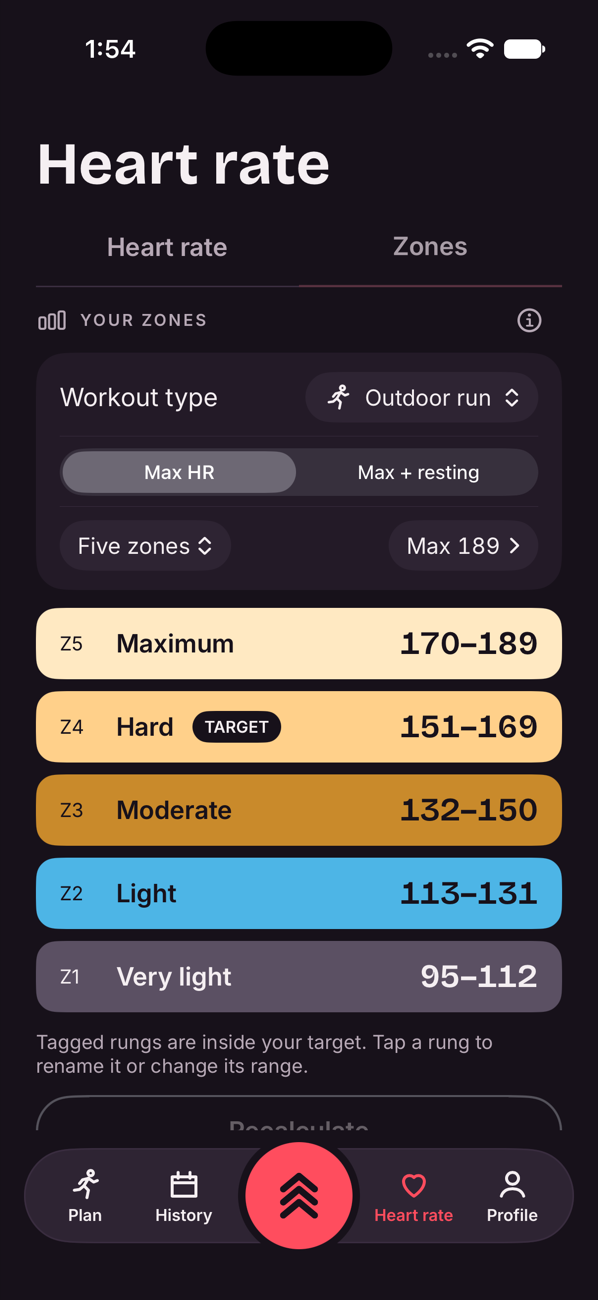 1:54
Heart rate
Heart rate
Zones
YOUR ZONES
Workout type
Outdoor run
Max HR
Max + resting
Five zones
Max 189
Z5 Maximum 170–189
Z4 Hard TARGET 151–169
Z3 Moderate 132–150
Z2 Light 113–131
Z1 Very light 95–112
Tagged rungs are inside your target. Tap a rung to
rename it or change its range.
Recalculate
Plan
History
Heart rate
Profile